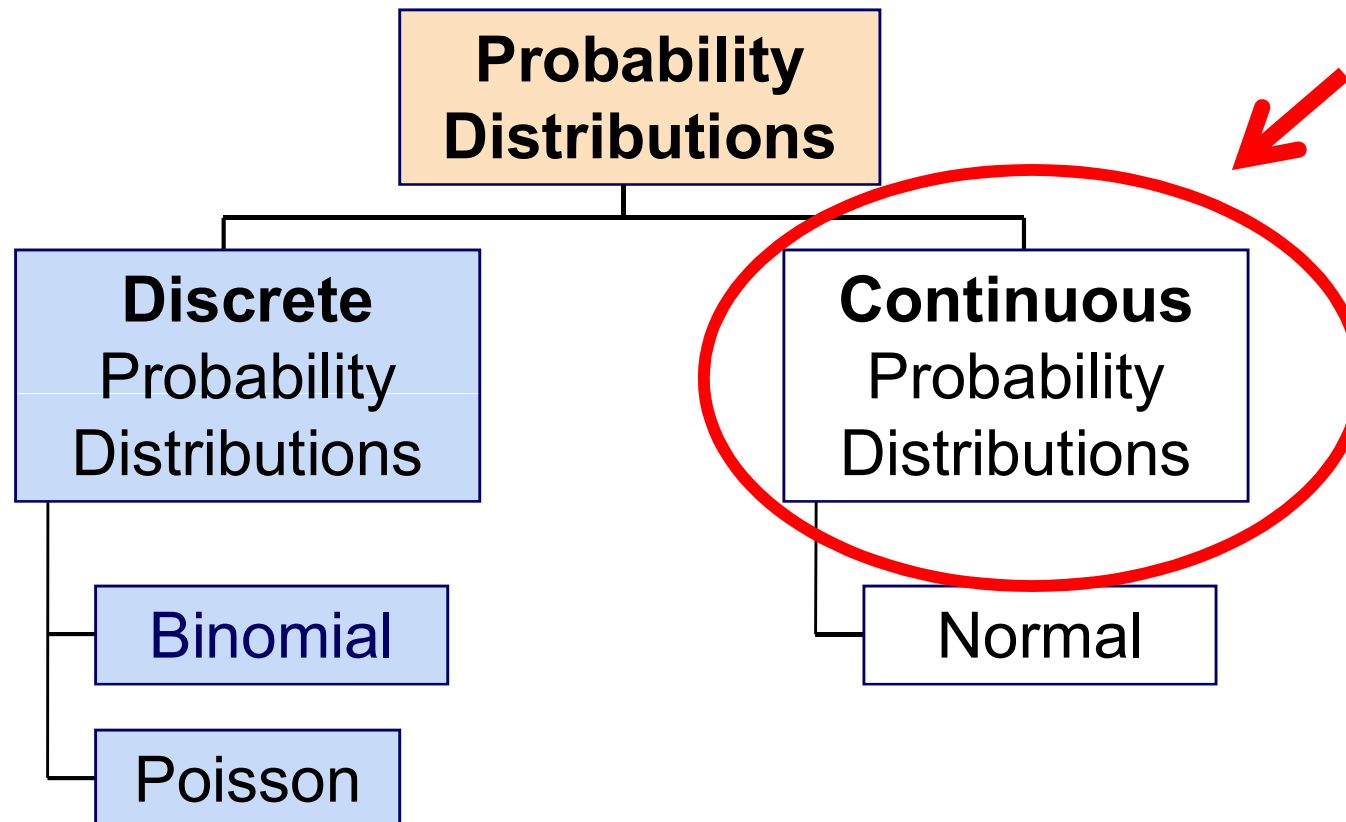 Probability
Distributions
Discrete
Probability
Distributions
Binomial
Poisson
Continuous
Probability
Distributions
Normal